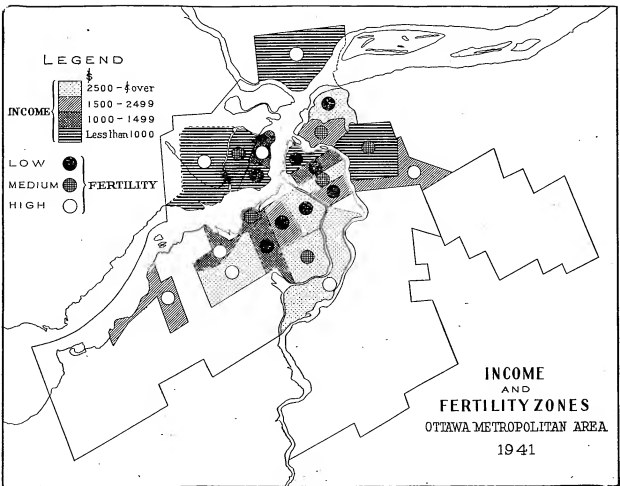 LEGEND
$
2500 - & over
INCOME
1500 - 2499
1000 - 1499
Less than 1000
LOW
MEDIUM
FERTILITY
HIGH
INCOME
AND
FERTILITY ZONES
OTTAWA METROPOLITAN AREA
1941